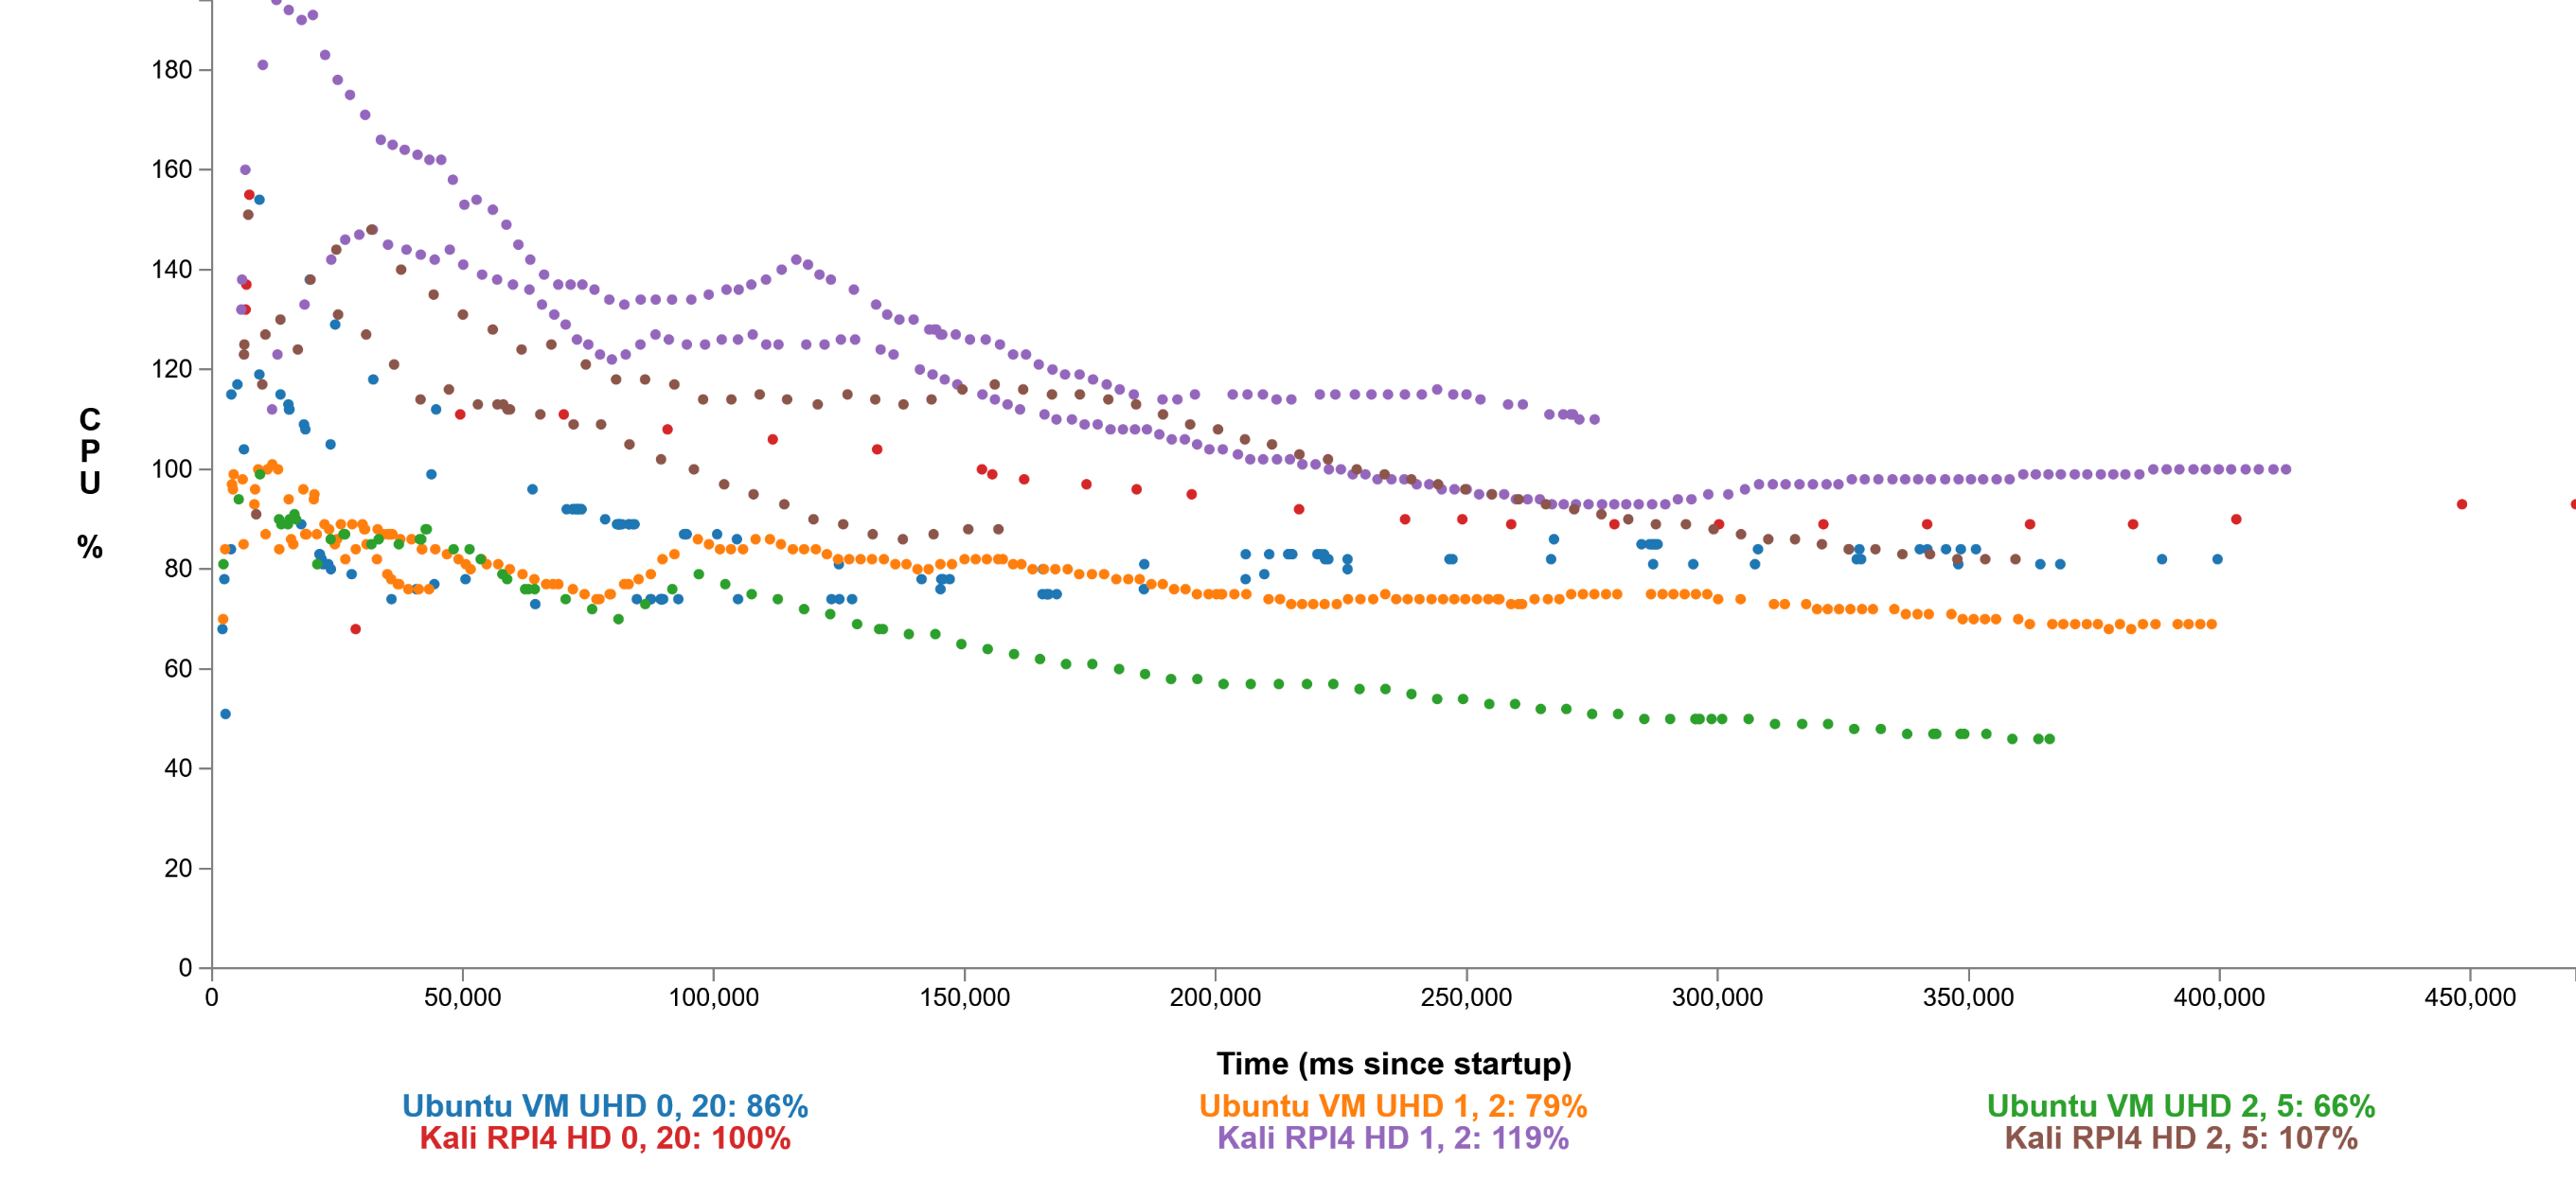 180
160
140
120
100
80
60
40
20
0
C
P
U
%
0 50,000 100,000 150,000 200,000 250,000 300,000 350,000 400,000 450,000
Time (ms since startup)
Ubuntu VM UHD 0, 20: 86% Ubuntu VM UHD 1, 2: 79% Ubuntu VM UHD 2, 5: 66%
Kali RPI4 HD 0, 20: 100% Kali RPI4 HD 1, 2: 119% Kali RPI4 HD 2, 5: 107%